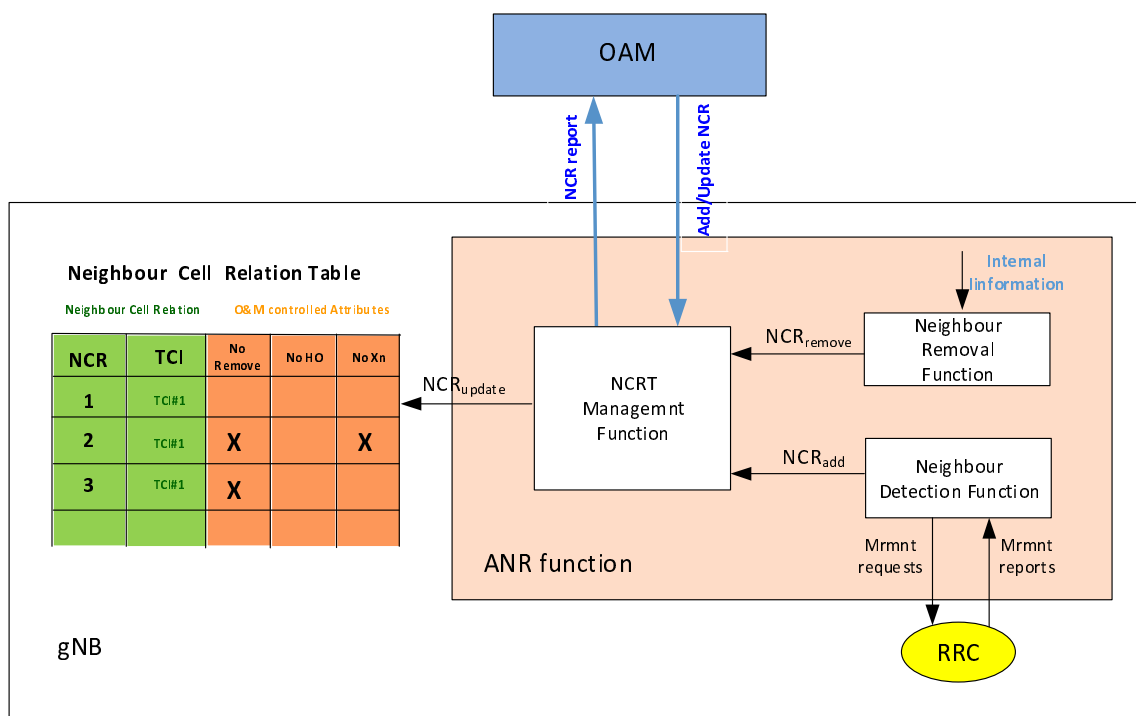 OAM
NCR report
Add/Update NCR
Neighbour Cell Relation Table
Neighbour Cell Relation O&M controlled Attributes
NCR TCI No Remove No HO No Xn
1 TCI#1
2 TCI#1 X X
3 TCI#1 X
NCRupdate
NCRT
Managemnt
Function
NCRremove
NCRadd
Internal
Iinformation
Neighbour
Removal
Function
Neighbour
Detection Function
Mrmnt
requests
Mrmnt
reports
ANR function
RRC
gNB